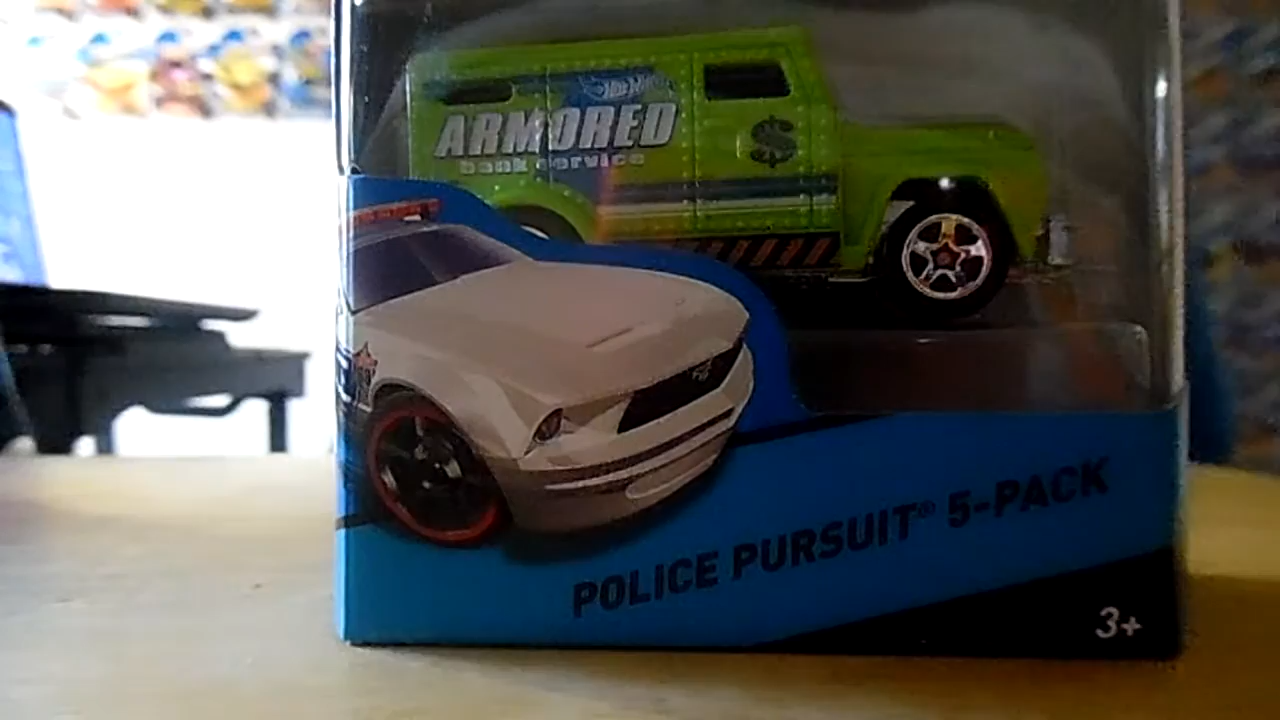 Hot Wheels
ARMORED
bank service
$
POLICE PURSUIT® 5-PACK
3+